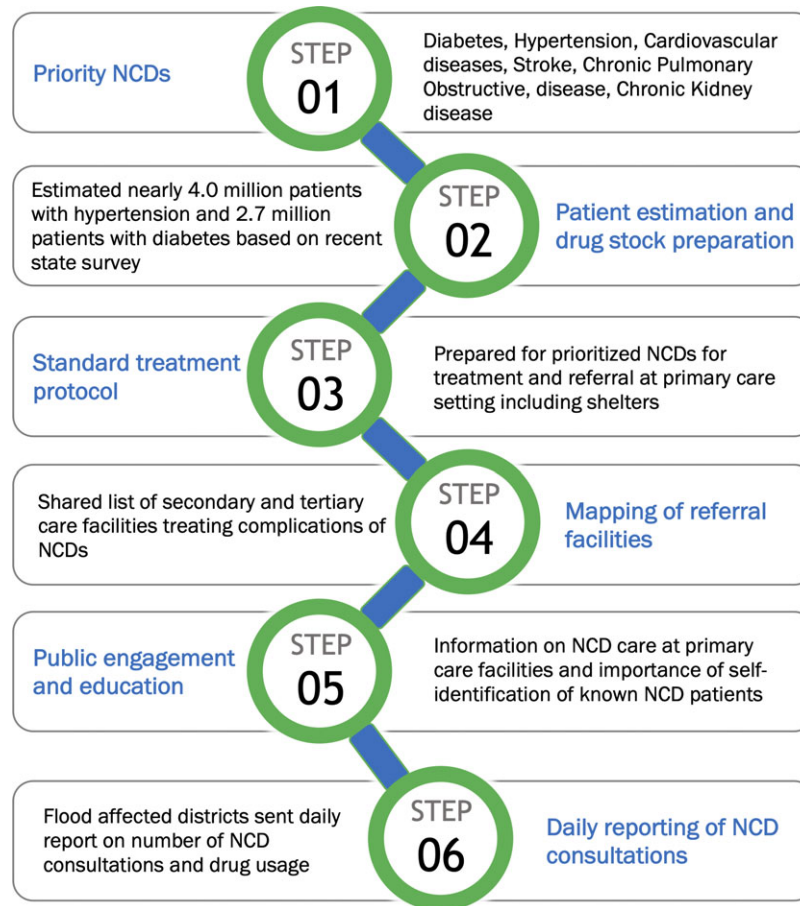 Priority NCDs
STEP
01
Diabetes, Hypertension, Cardiovascular
diseases, Stroke, Chronic Pulmonary
Obstructive, disease, Chronic Kidney
disease
Estimated nearly 4.0 million patients
with hypertension and 2.7 million
patients with diabetes based on recent
state survey
STEP
02
Patient estimation and
drug stock preparation
Standard treatment
protocol
STEP
03
Prepared for prioritized NCDs for
treatment and referral at primary care
setting including shelters
Shared list of secondary and tertiary
care facilities treating complications of
NCDs
STEP
04
Mapping of referral
facilities
Public engagement
and education
STEP
05
Information on NCD care at primary
care facilities and importance of self-
identification of known NCD patients
Flood affected districts sent daily
report on number of NCD
consultations and drug usage
STEP
06
Daily reporting of NCD
consultations